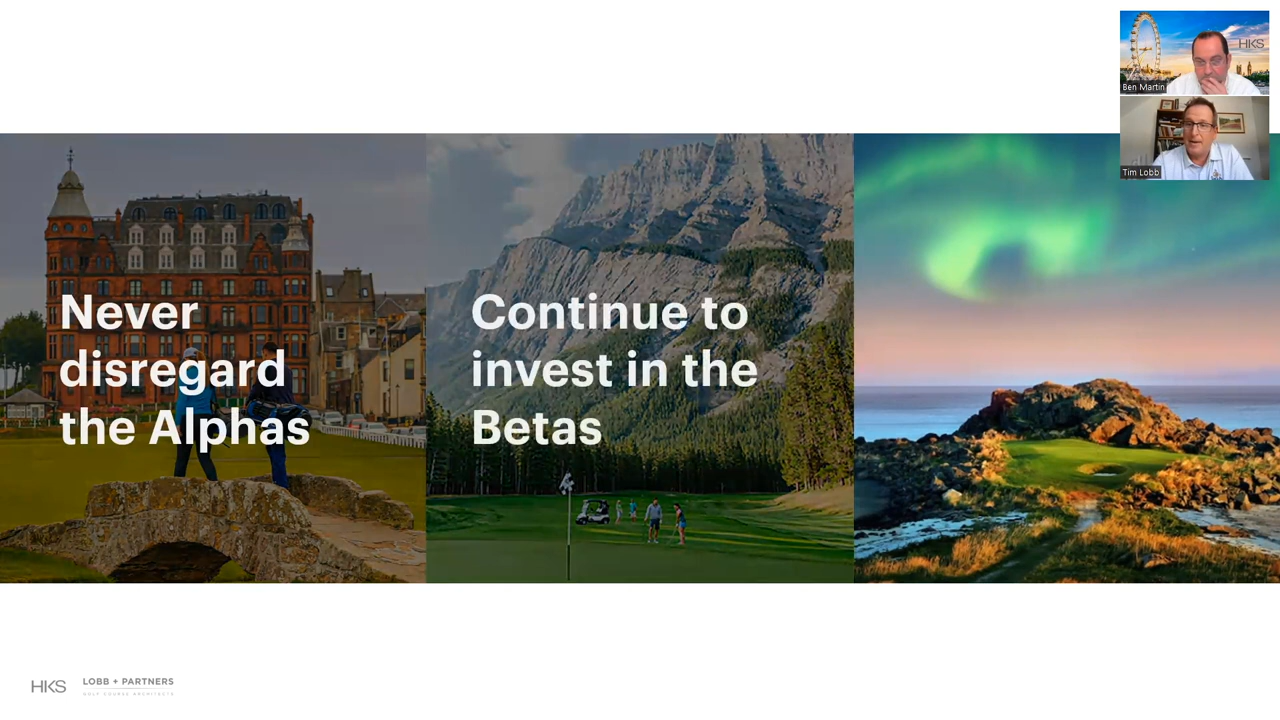 HKS
Ben Martin
Tim Lobb
Never
disregard
the Alphas
Continue to
invest in the
Betas
HKS
LOBB + PARTNERS
GOLF COURSE ARCHITECTS